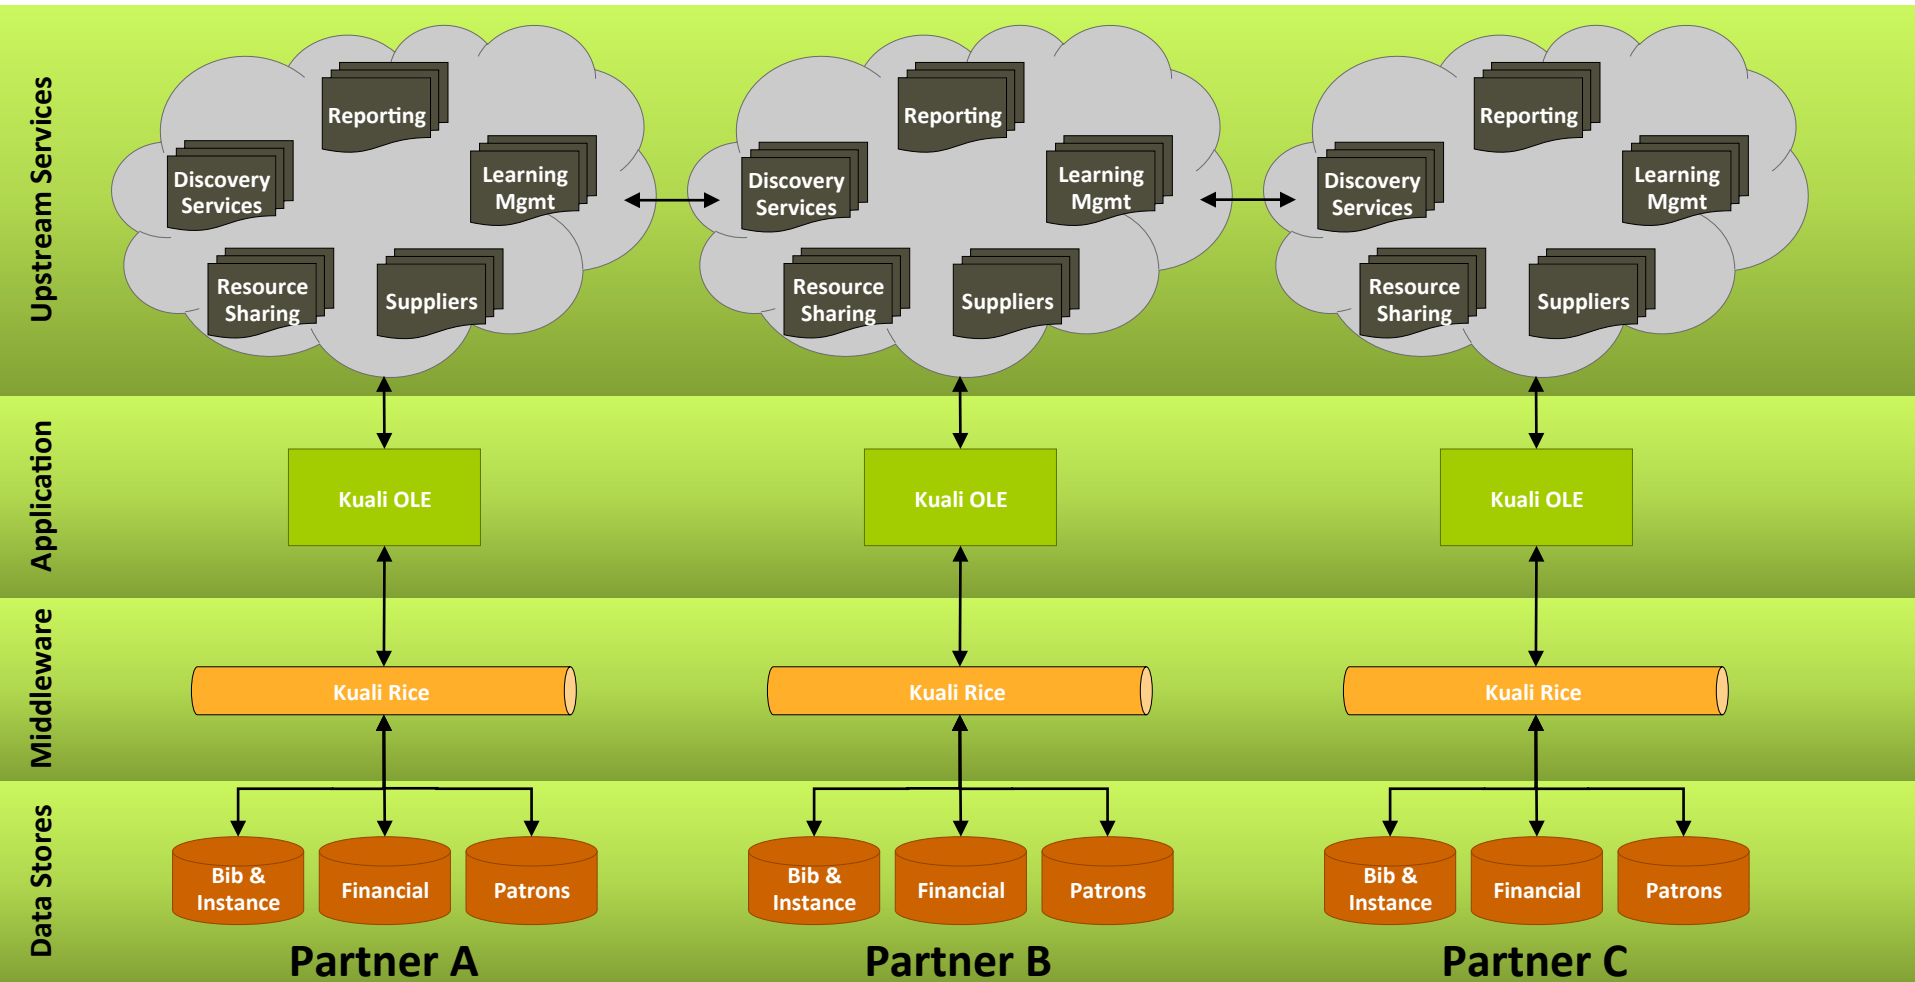 Upstream Services
Reporting
Discovery
Services
Learning
Mgmt
Resource
Sharing
Suppliers
Reporting
Discovery
Services
Learning
Mgmt
Resource
Sharing
Suppliers
Reporting
Discovery
Services
Learning
Mgmt
Resource
Sharing
Suppliers
Application
Kuali OLE
Kuali OLE
Kuali OLE
Middleware
Kuali Rice
Kuali Rice
Kuali Rice
Data Stores
Bib &
Instance
Financial
Patrons
Bib &
Instance
Financial
Patrons
Bib &
Instance
Financial
Patrons
Partner A
Partner B
Partner C